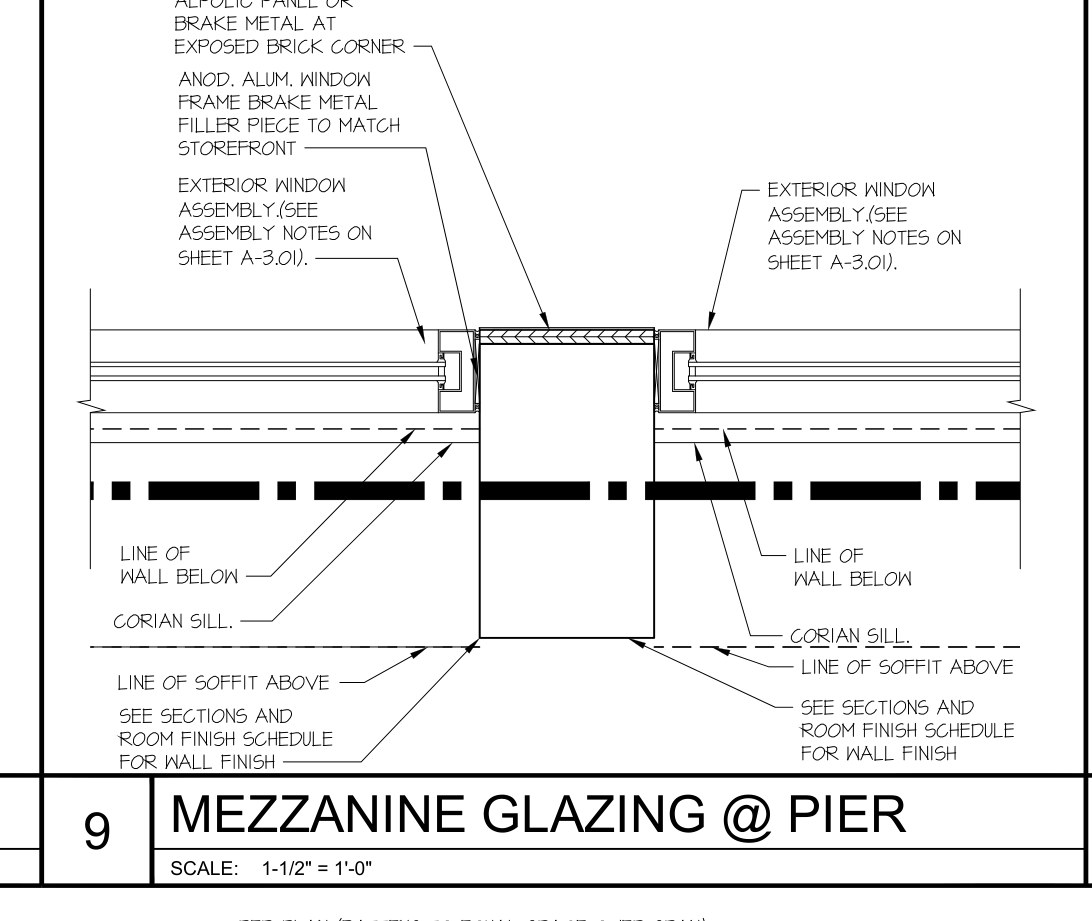 PANEL OR
BRAKE METAL AT
EXPOSED BRICK CORNER
ANOD. ALUM. WINDOW
FRAME BRAKE METAL
FILLER PIECE TO MATCH
STOREFRONT
EXTERIOR WINDOW
ASSEMBLY.(SEE
ASSEMBLY NOTES ON
SHEET A-3.01).
EXTERIOR WINDOW
ASSEMBLY.(SEE
ASSEMBLY NOTES ON
SHEET A-3.01).
LINE OF
WALL BELOW
CORIAN SILL.
LINE OF SOFFIT ABOVE
SEE SECTIONS AND
ROOM FINISH SCHEDULE
FOR WALL FINISH
LINE OF
WALL BELOW
CORIAN SILL.
LINE OF SOFFIT ABOVE
SEE SECTIONS AND
ROOM FINISH SCHEDULE
FOR WALL FINISH
9
MEZZANINE GLAZING @ PIER
SCALE: 1-1/2" = 1'-0"